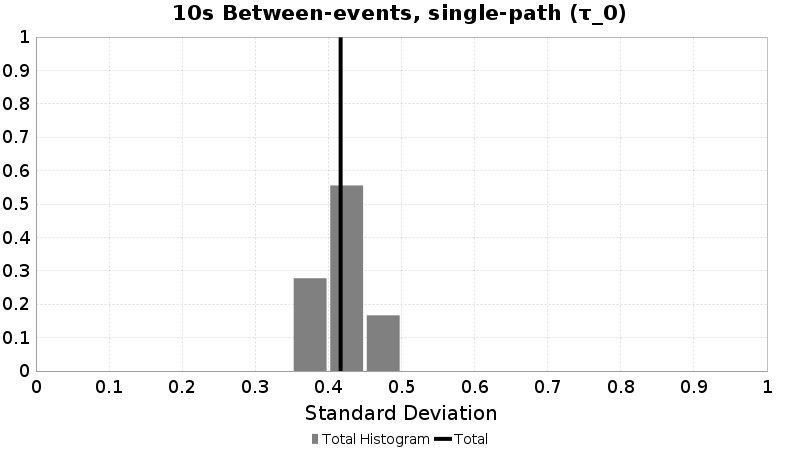 10s Between-events, single-path (τ_0)
1
0.9
0.8
0.7
0.6
0.5
0.4
0.3
0.2
0.1
0
0 0.1 0.2 0.3 0.4 0.5 0.6 0.7 0.8 0.9 1
Standard Deviation
Total Histogram Total